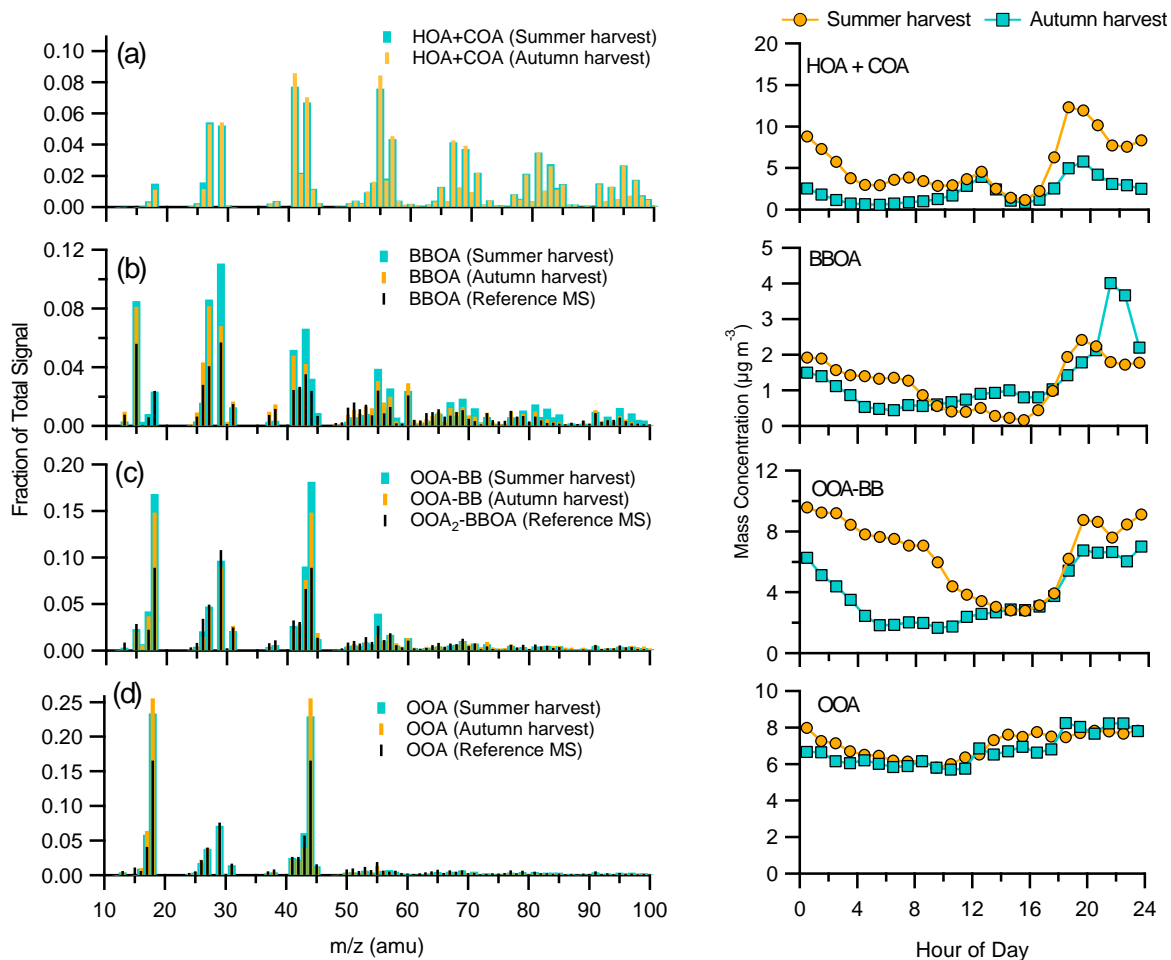 Summer harvest Autumn harvest
(a)
HOA+COA (Summer harvest)
HOA+COA (Autumn harvest)
0.10
0.08
0.06
0.04
0.02
0.00
(b)
BBOA (Summer harvest)
BBOA (Autumn harvest)
BBOA (Reference MS)
0.12
0.08
0.04
0.00
(c)
OOA-BB (Summer harvest)
OOA-BB (Autumn harvest)
OOA₂-BBOA (Reference MS)
0.20
0.15
0.10
0.05
0.00
(d)
OOA (Summer harvest)
OOA (Autumn harvest)
OOA (Reference MS)
0.25
0.20
0.15
0.10
0.05
0.00
10 20 30 40 50 60 70 80 90 100
m/z (amu)
Fraction of Total Signal
HOA + COA
20
15
10
5
0
BBOA
5
4
3
2
1
0
OOA-BB
12
8
4
0
OOA
10
8
6
4
2
0
0 4 8 12 16 20 24
Hour of Day
Mass Concentration (µg m⁻³)